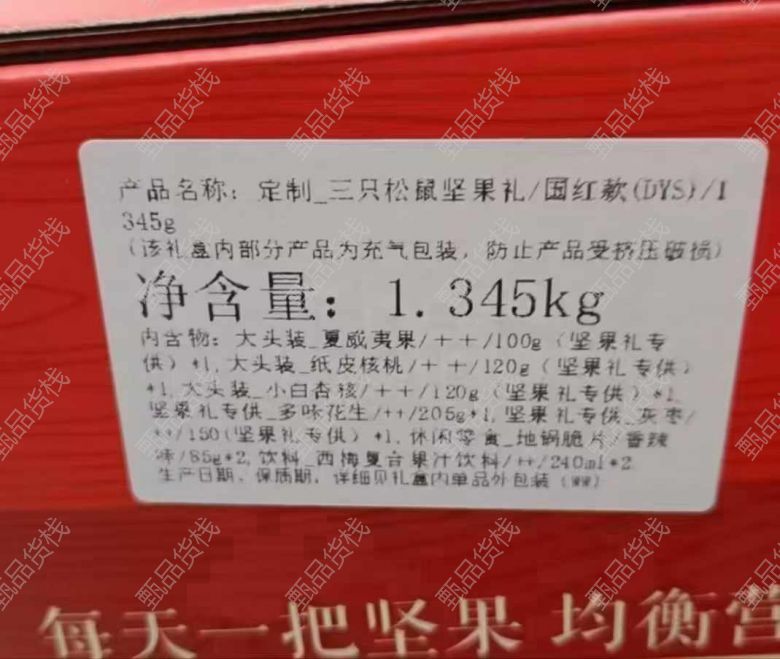 产品名称：定制_三只松鼠坚果礼/国红款(DYS)/1
345g
(该礼盒内部分产品为充气包装，防止产品受挤压破损)
净含量：1.345kg
内含物：大头装_夏威夷果/++/100g（坚果礼专
供）*1，大头装_纸皮核桃/++/120g（坚果礼专供）
*1，大头装_小白杏核/++/120g（坚果礼专供）*1，
坚果礼专供_多味花生/++/205g*1，坚果礼专供_灰枣/
++/150(坚果礼专供）*1，休闲零食_地锅脆片/香辣
味/85g*2，饮料_西梅复合果汁饮料/++/240ml*2
生产日期、保质期，详细见礼盒内单品外包装（WW）
每天一把坚果 均衡营
甄品货栈